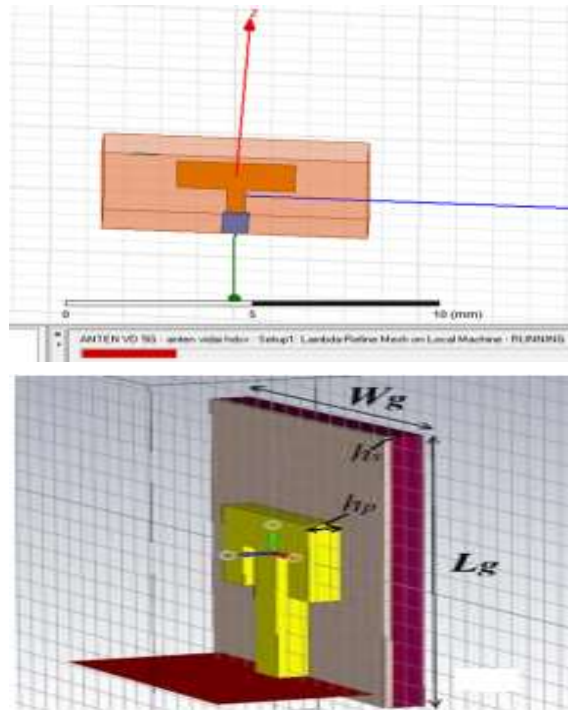 Z
0 5 10 (mm)
ANTEN VD 5G - anten vidai hdv> : Setup1: Lambda Refine Mesh on Local Machine - RUNNING
Wg
hs
hp
Lg